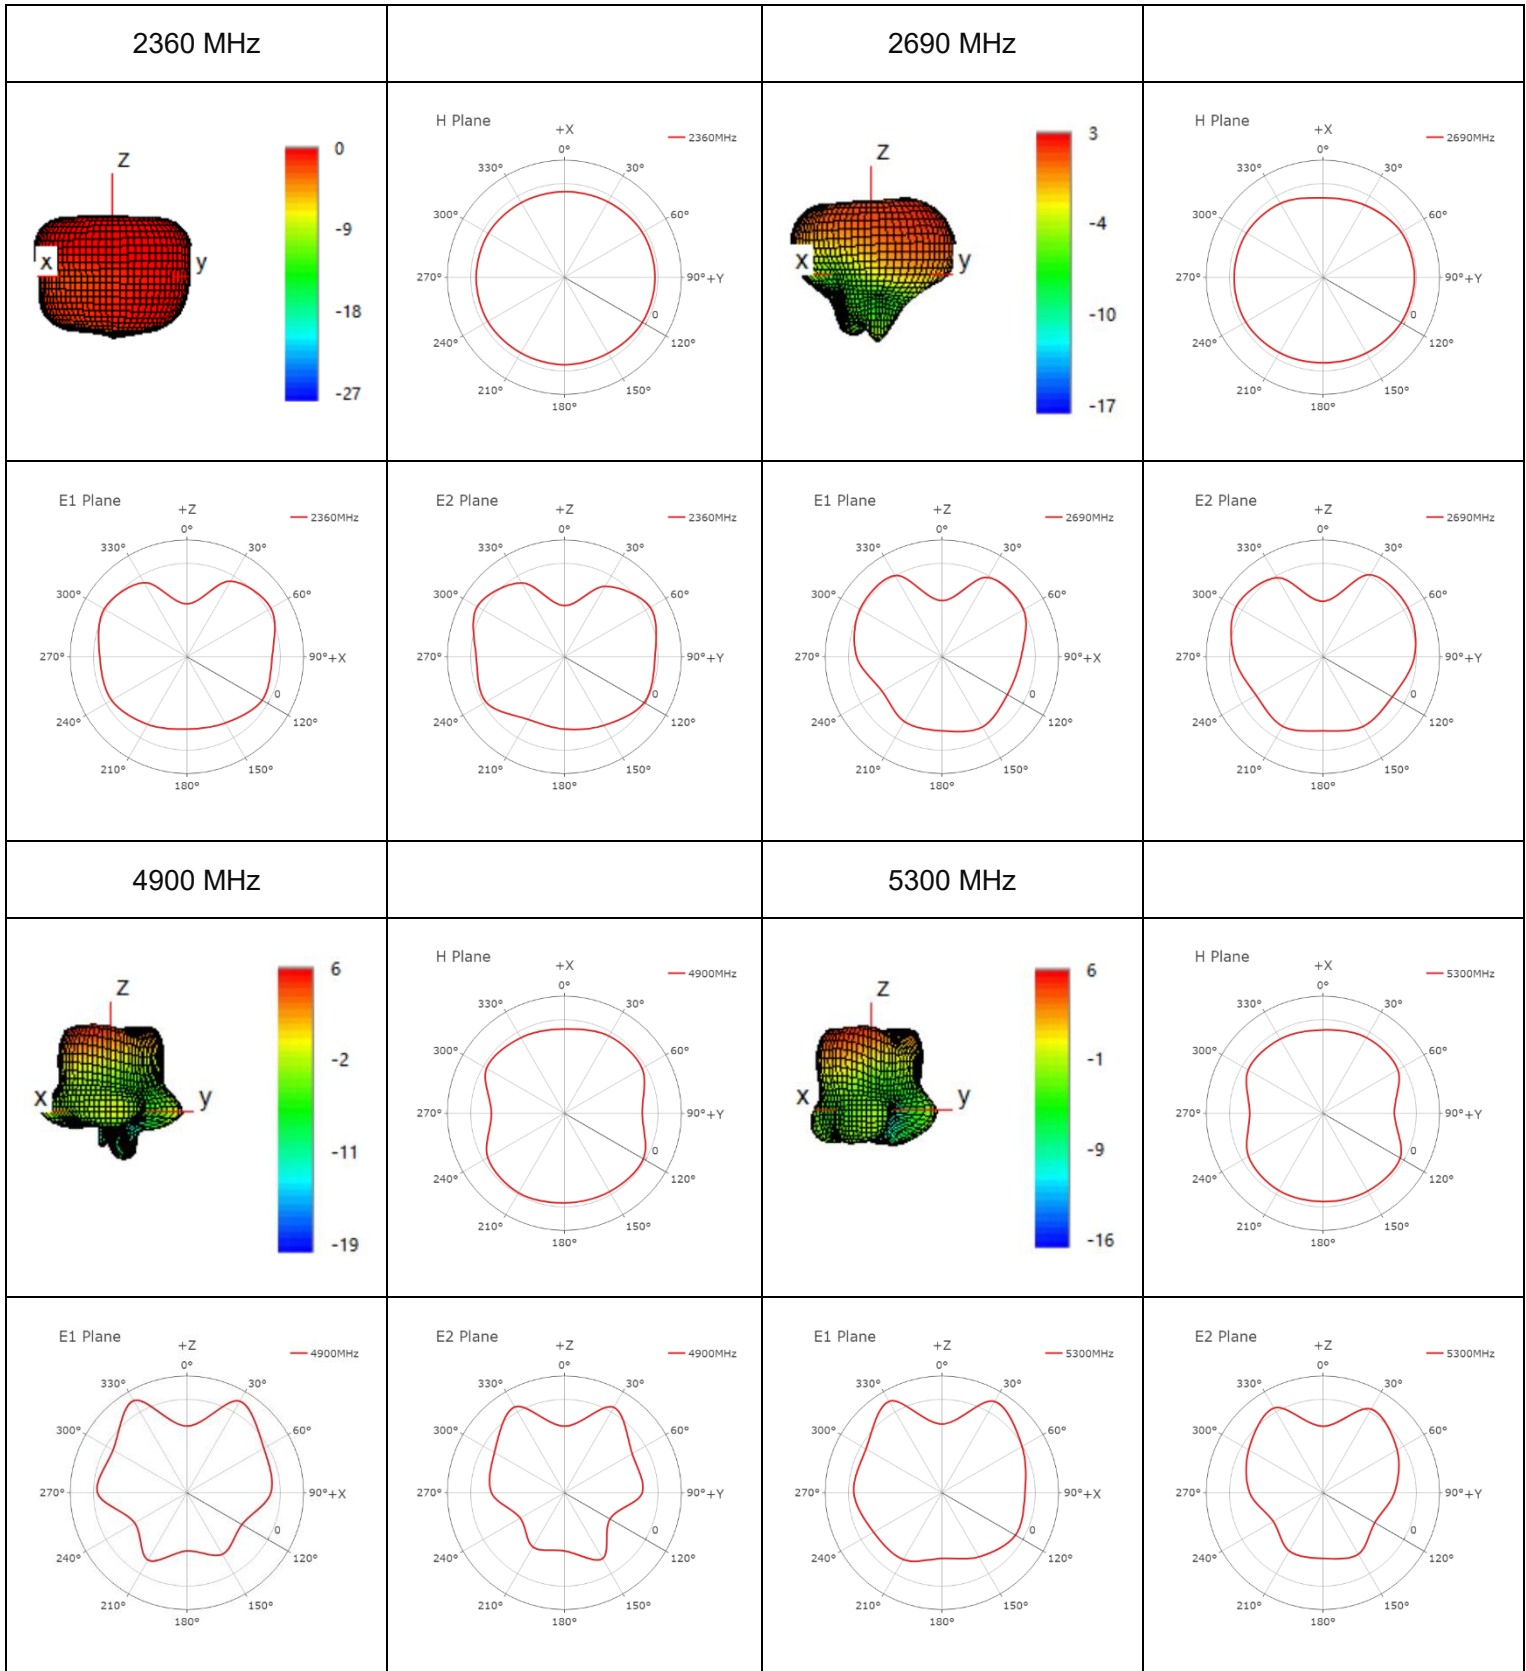 2360 MHz
2690 MHz
Z
x
y
0
-9
-18
-27
H Plane
+X
2360MHz
0°
30°
60°
90°+Y
0
120°
150°
180°
210°
240°
270°
300°
330°
Z
x
y
3
-4
-10
-17
H Plane
+X
2690MHz
0°
30°
60°
90°+Y
0
120°
150°
180°
210°
240°
270°
300°
330°
E1 Plane
+Z
2360MHz
0°
30°
60°
90°+X
0
120°
150°
180°
210°
240°
270°
300°
330°
E2 Plane
+Z
2360MHz
0°
30°
60°
90°+Y
0
120°
150°
180°
210°
240°
270°
300°
330°
E1 Plane
+Z
2690MHz
0°
30°
60°
90°+X
0
120°
150°
180°
210°
240°
270°
300°
330°
E2 Plane
+Z
2690MHz
0°
30°
60°
90°+Y
0
120°
150°
180°
210°
240°
270°
300°
330°
4900 MHz
5300 MHz
Z
x
y
6
-2
-11
-19
H Plane
+X
4900MHz
0°
30°
60°
90°+Y
0
120°
150°
180°
210°
240°
270°
300°
330°
Z
x
y
6
-1
-9
-16
H Plane
+X
5300MHz
0°
30°
60°
90°+Y
0
120°
150°
180°
210°
240°
270°
300°
330°
E1 Plane
+Z
4900MHz
0°
30°
60°
90°+X
0
120°
150°
180°
210°
240°
270°
300°
330°
E2 Plane
+Z
4900MHz
0°
30°
60°
90°+Y
0
120°
150°
180°
210°
240°
270°
300°
330°
E1 Plane
+Z
5300MHz
0°
30°
60°
90°+X
0
120°
150°
180°
210°
240°
270°
300°
330°
E2 Plane
+Z
5300MHz
0°
30°
60°
90°+Y
0
120°
150°
180°
210°
240°
270°
300°
330°